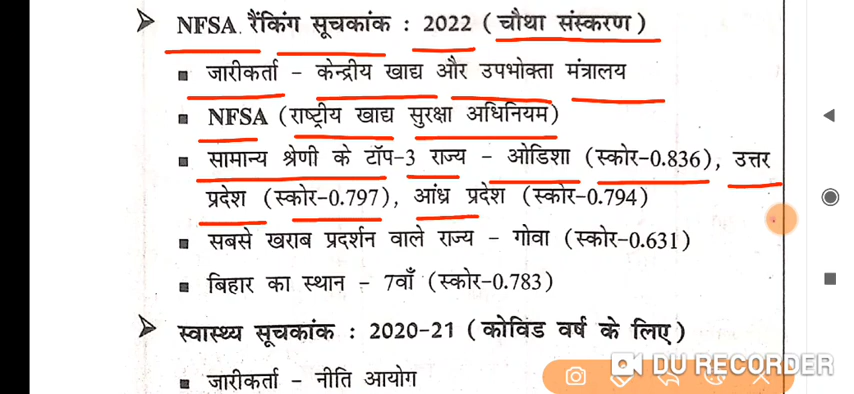 NFSA रैंकिंग सूचकांक : 2022 (चौथा संस्करण)
जारीकर्ता - केन्द्रीय खाद्य और उपभोक्ता मंत्रालय
NFSA (राष्ट्रीय खाद्य सुरक्षा अधिनियम)
सामान्य श्रेणी के टॉप-3 राज्य - ओडिशा (स्कोर-0.836), उत्तर
प्रदेश (स्कोर-0.797), आंध्र प्रदेश (स्कोर-0.794)
सबसे खराब प्रदर्शन वाले राज्य - गोवा (स्कोर-0.631)
बिहार का स्थान - 7वाँ (स्कोर-0.783)
स्वास्थ्य सूचकांक : 2020-21 (कोविड वर्ष के लिए)
जारीकर्ता - नीति आयोग
DU RECORDER